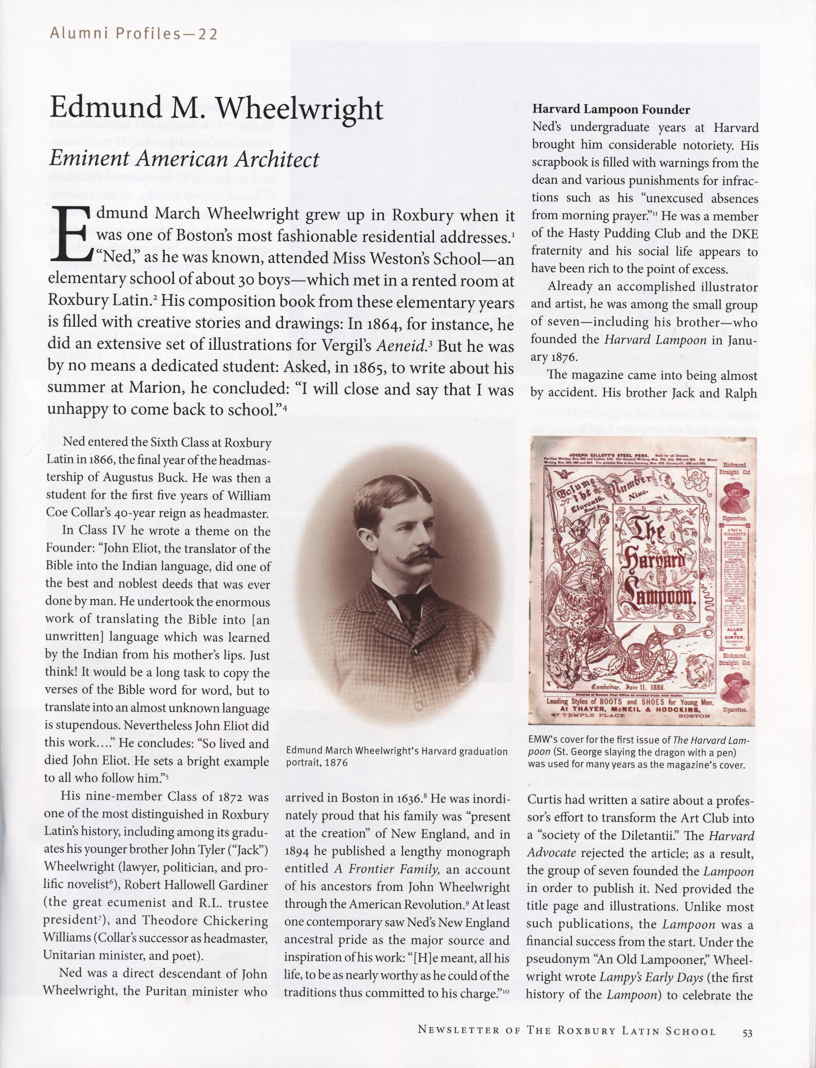 Alumni Profiles—22
Edmund M. Wheelwright
Eminent American Architect
Edmund March Wheelwright grew up in Roxbury when it
was one of Boston's most fashionable residential addresses.¹
“Ned,” as he was known, attended Miss Weston's School—an
elementary school of about 30 boys—which met in a rented room at
Roxbury Latin.² His composition book from these elementary years
is filled with creative stories and drawings: In 1864, for instance, he
did an extensive set of illustrations for Vergil's Aeneid.³ But he was
by no means a dedicated student: Asked, in 1865, to write about his
summer at Marion, he concluded: “I will close and say that I was
unhappy to come back to school.”⁴
Ned entered the Sixth Class at Roxbury
Latin in 1866, the final year of the headmas-
tership of Augustus Buck. He was then a
student for the first five years of William
Coe Collar's 40-year reign as headmaster.
In Class IV he wrote a theme on the
Founder: “John Eliot, the translator of the
Bible into the Indian language, did one of
the best and noblest deeds that was ever
done by man. He undertook the enormous
work of translating the Bible into [an
unwritten] language which was learned
by the Indian from his mother's lips. Just
think! It would be a long task to copy the
verses of the Bible word for word, but to
translate into an almost unknown language
is stupendous. Nevertheless John Eliot did
this work….” He concludes: “So lived and
died John Eliot. He sets a bright example
to all who follow him.”⁵
His nine-member Class of 1872 was
one of the most distinguished in Roxbury
Latin's history, including among its gradu-
ates his younger brother John Tyler (“Jack”)
Wheelwright (lawyer, politician, and pro-
lific novelist⁶), Robert Hallowell Gardiner
(the great ecumenist and R.L. trustee
president⁷), and Theodore Chickering
Williams (Collar's successor as headmaster,
Unitarian minister, and poet).
Ned was a direct descendant of John
Wheelwright, the Puritan minister who
Edmund March Wheelwright's Harvard graduation
portrait, 1876
arrived in Boston in 1636.⁸ He was inordi-
nately proud that his family was “present
at the creation” of New England, and in
1894 he published a lengthy monograph
entitled A Frontier Family, an account
of his ancestors from John Wheelwright
through the American Revolution.⁹ At least
one contemporary saw Ned's New England
ancestral pride as the major source and
inspiration of his work: “[H]e meant, all his
life, to be as nearly worthy as he could of the
traditions thus committed to his charge.”¹⁰
Harvard Lampoon Founder
Ned's undergraduate years at Harvard
brought him considerable notoriety. His
scrapbook is filled with warnings from the
dean and various punishments for infrac-
tions such as his “unexcused absences
from morning prayer.”¹¹ He was a member
of the Hasty Pudding Club and the DKE
fraternity and his social life appears to
have been rich to the point of excess.
Already an accomplished illustrator
and artist, he was among the small group
of seven—including his brother—who
founded the Harvard Lampoon in Janu-
ary 1876.
The magazine came into being almost
by accident. His brother Jack and Ralph
JOSEPH GILLOTT'S STEEL PENS.
Volume
The
Eleventh
Number
Nine.
The
Harvard
Lampoon.
Cambridge, June 11, 1886.
Richmond
Straight Cut
Cigarettes.
ALLEN
&
GINTER,
Richmond
Straight Cut
Cigarettes.
Leading Styles of BOOTS and SHOES for Young Men.
At THAYER, McNEIL & HODGKINS,
47 TEMPLE PLACE BOSTON
EMW's cover for the first issue of The Harvard Lam-
poon (St. George slaying the dragon with a pen)
was used for many years as the magazine's cover.
Curtis had written a satire about a profes-
sor's effort to transform the Art Club into
a “society of the Diletantii.” The Harvard
Advocate rejected the article; as a result,
the group of seven founded the Lampoon
in order to publish it. Ned provided the
title page and illustrations. Unlike most
such publications, the Lampoon was a
financial success from the start. Under the
pseudonym “An Old Lampooner,” Wheel-
wright wrote Lampy's Early Days (the first
history of the Lampoon) to celebrate the
Newsletter of The Roxbury Latin School 53